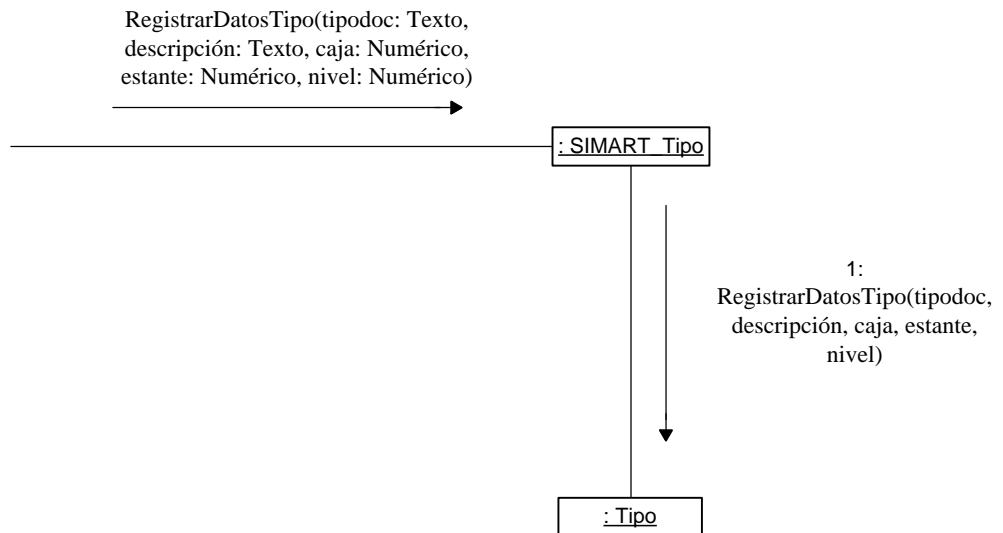 RegistrarDatosTipo(tipodoc: Texto,
descripción: Texto, caja: Numérico,
estante: Numérico, nivel: Numérico)
: SIMART_Tipo
1:
RegistrarDatosTipo(tipodoc,
descripción, caja, estante,
nivel)
: Tipo